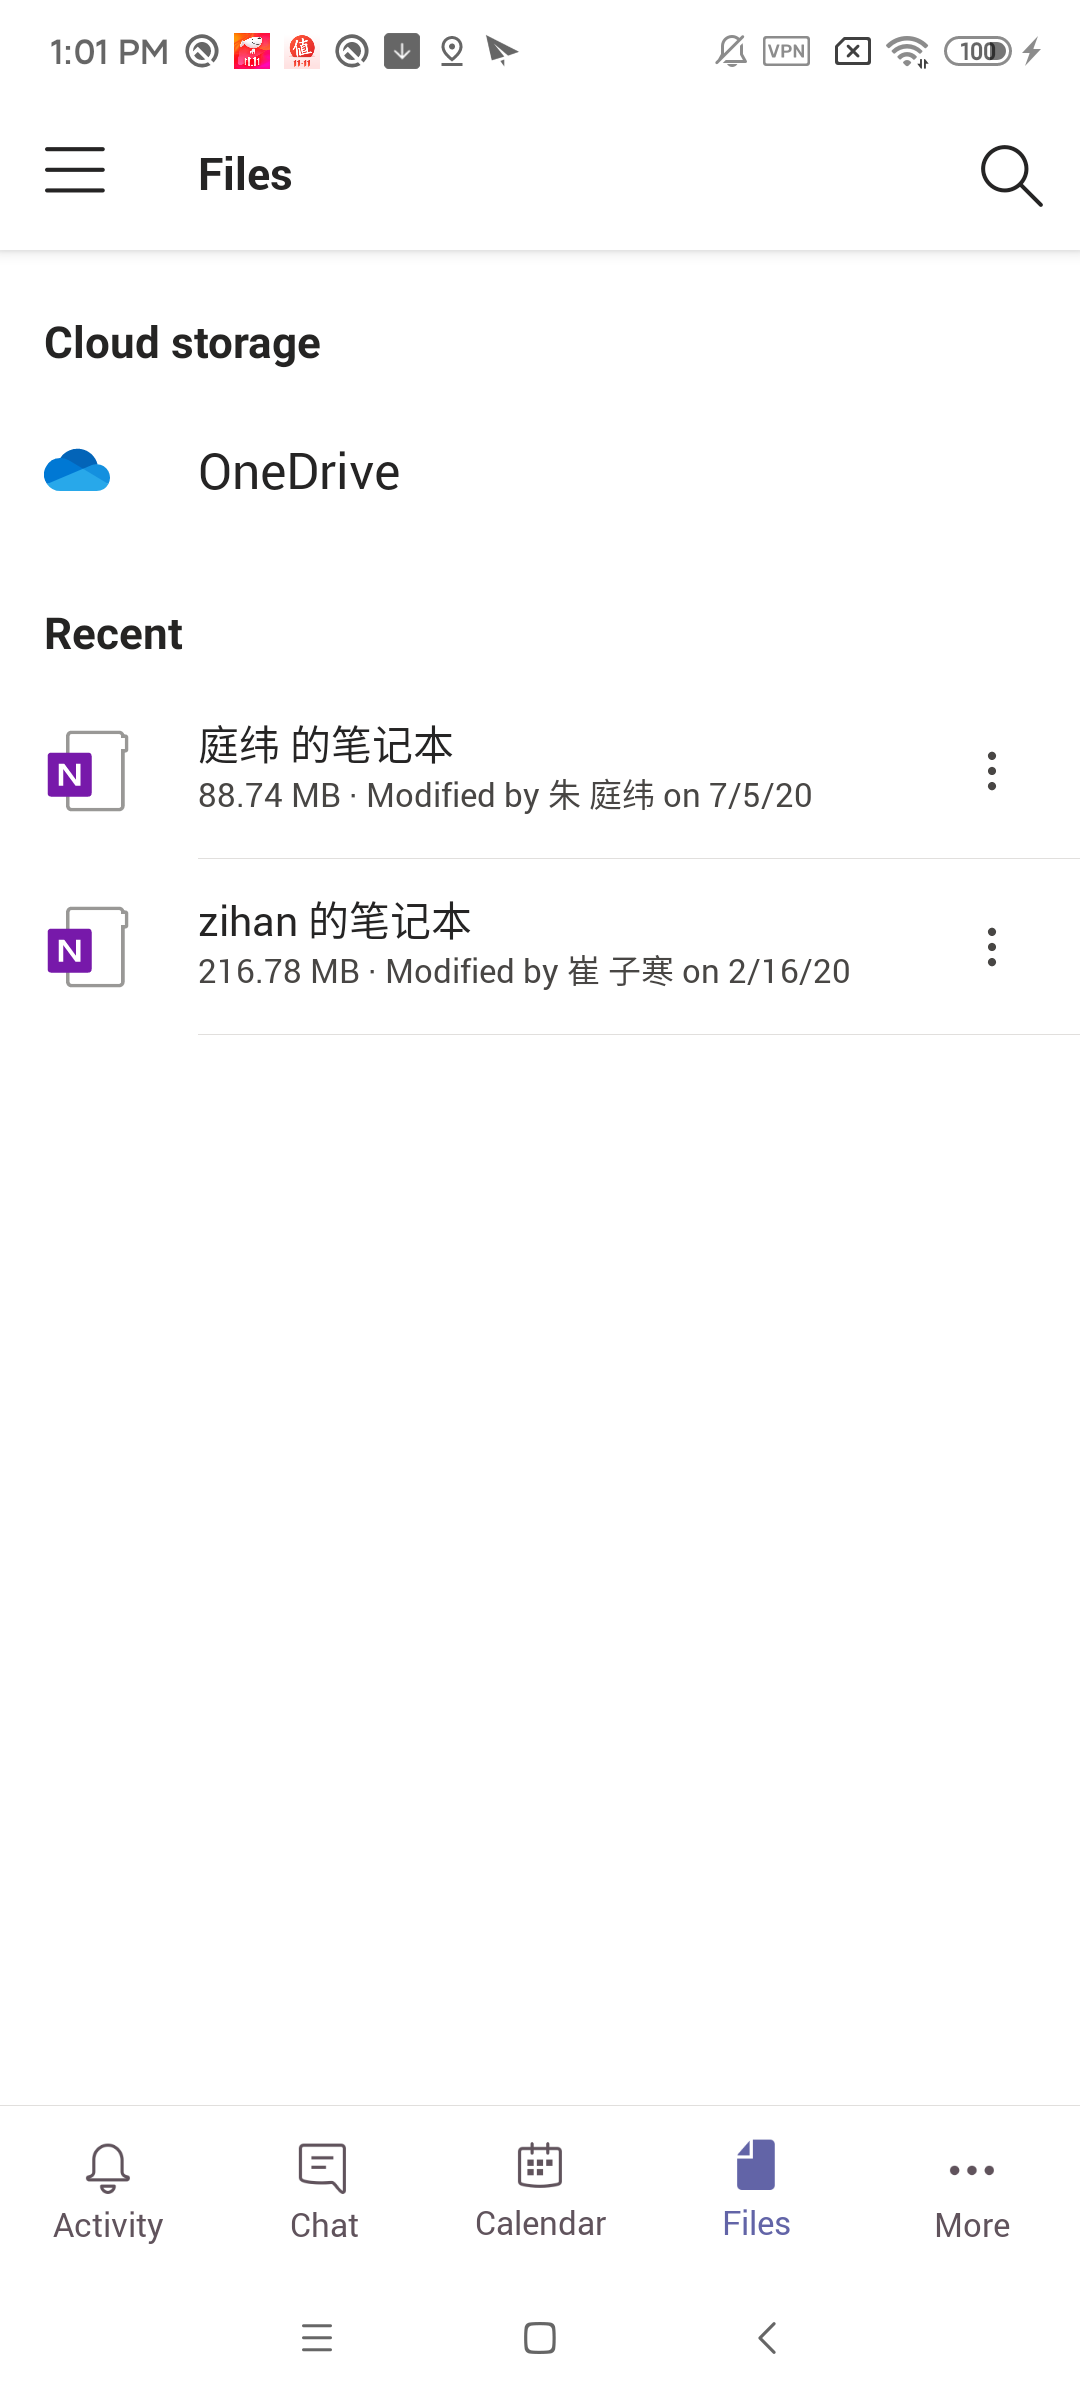 1:01 PM
VPN
100
Files
Cloud storage
OneDrive
Recent
N
庭纬 的笔记本
88.74 MB · Modified by 朱 庭纬 on 7/5/20
N
zihan 的笔记本
216.78 MB · Modified by 崔 子寒 on 2/16/20
Activity
Chat
Calendar
Files
More